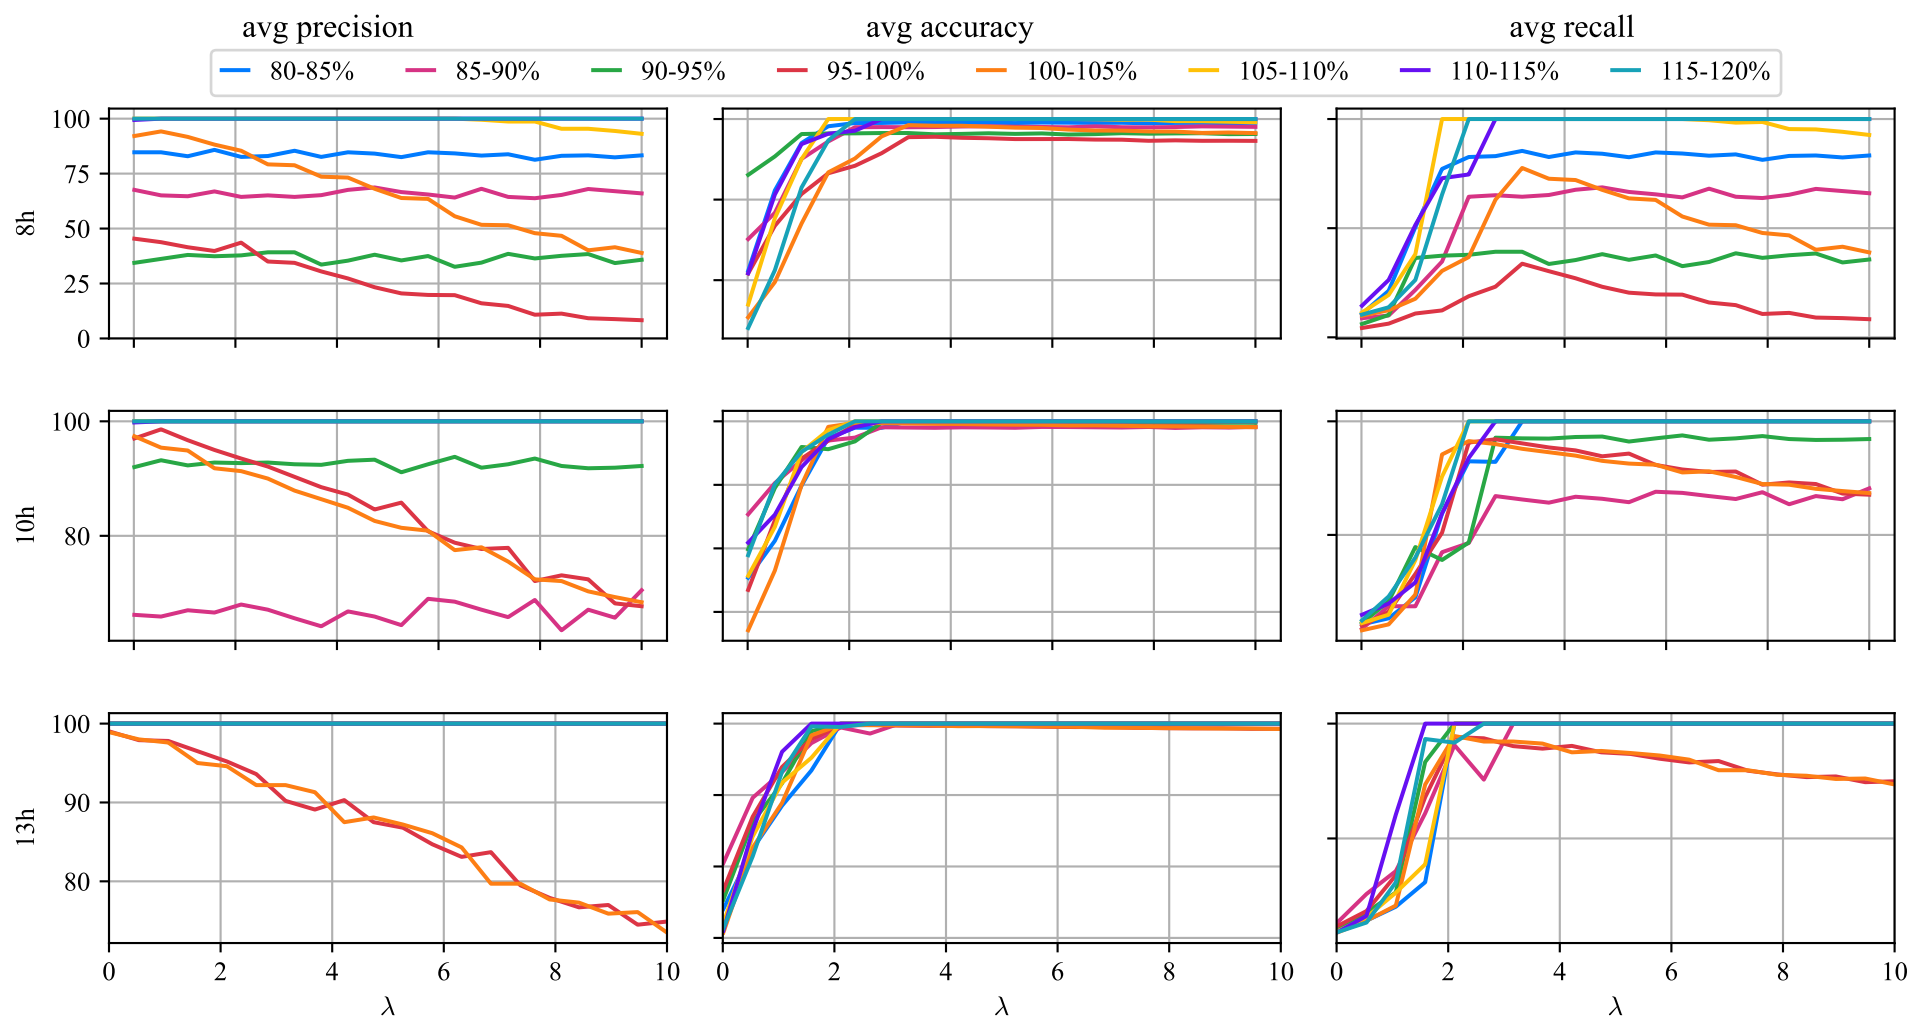 avg precision avg accuracy avg recall
80-85% 85-90% 90-95% 95-100% 100-105% 105-110% 110-115% 115-120%
100
75
50
25
0
8h
100
80
10h
100
90
80
13h
0 2 4 6 8 10 0 2 4 6 8 10 0 2 4 6 8 10
λ λ λ